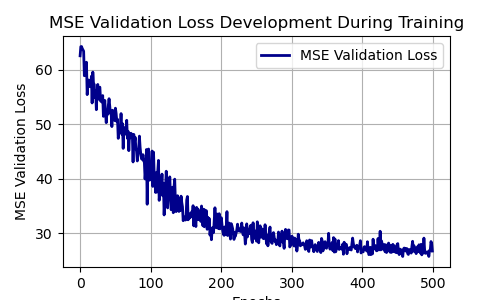 MSE Validation Loss Development During Training
MSE Validation Loss
MSE Validation Loss
60
50
40
30
0
100
200
300
400
500
Epochs